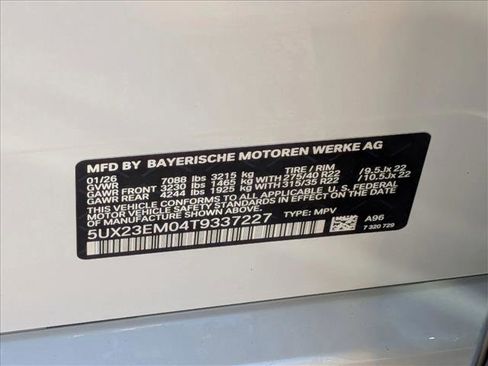 MFD BY BAYERISCHE MOTOREN WERKE AG
01/26 TIRE / RIM
GVWR 7088 lbs 3215 kg
GAWR FRONT 3230 lbs 1465 kg WITH 275/40 R22 / 9.5Jx 22
GAWR REAR 4244 lbs 1925 kg WITH 315/35 R22 / 10.5Jx 22
THIS VEHICLE CONFORMS TO ALL APPLICABLE U.S. FEDERAL
MOTOR VEHICLE SAFETY STANDARDS IN EFFECT
ON THE DATE OF MANUFACTURE SHOWN ABOVE.
5UX23EM04T9337227 TYPE: MPV A96
7 320 729